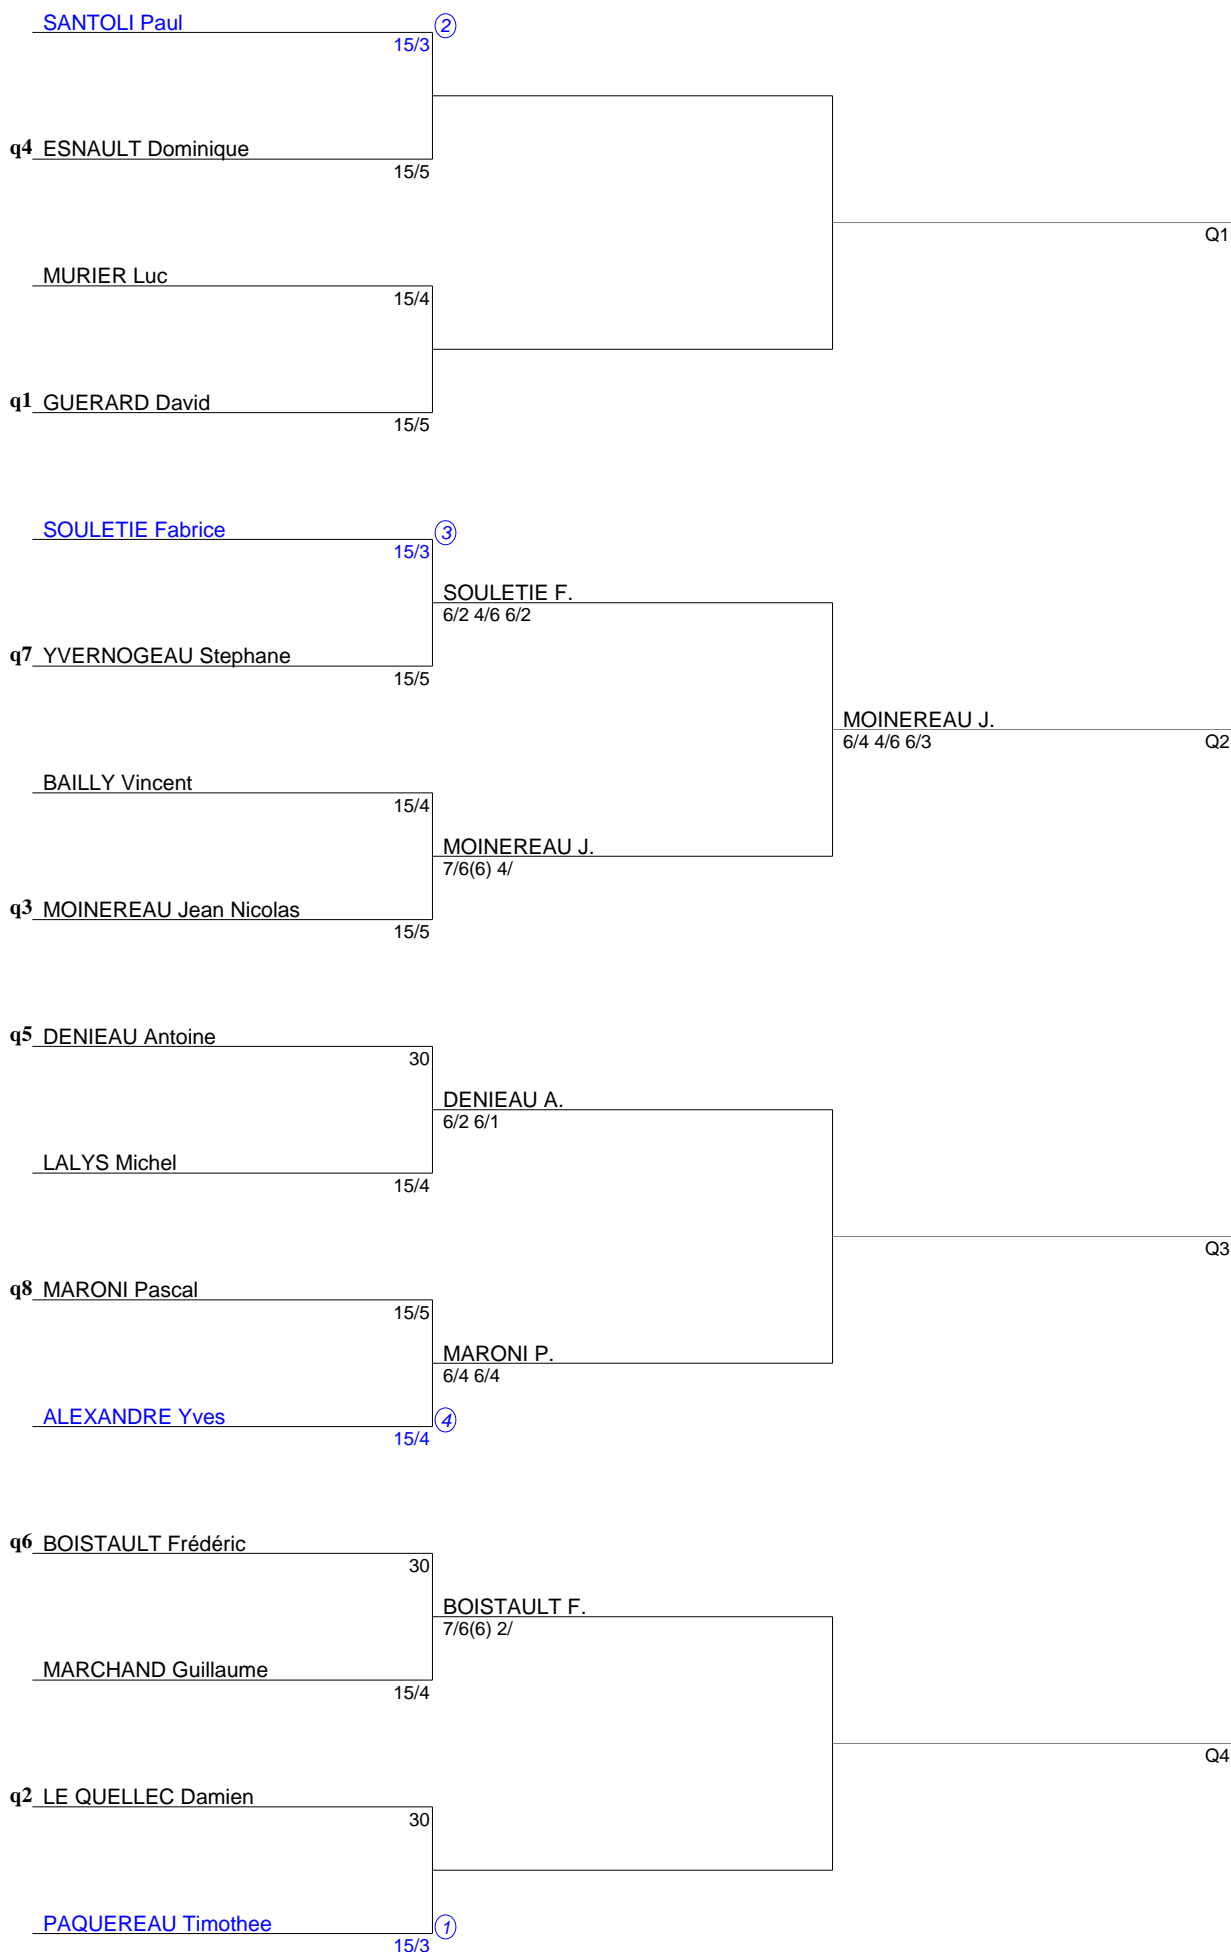 SANTOLI Paul
2
15/3
q4 ESNAULT Dominique
15/5
Q1
MURIER Luc
15/4
q1 GUERARD David
15/5
SOULETIE Fabrice
3
15/3
SOULETIE F.
6/2 4/6 6/2
q7 YVERNOGEAU Stephane
15/5
MOINEREAU J.
6/4 4/6 6/3
Q2
BAILLY Vincent
15/4
MOINEREAU J.
7/6(6) 4/
q3 MOINEREAU Jean Nicolas
15/5
q5 DENIEAU Antoine
30
DENIEAU A.
6/2 6/1
LALYS Michel
15/4
Q3
q8 MARONI Pascal
15/5
MARONI P.
6/4 6/4
ALEXANDRE Yves
4
15/4
q6 BOISTAULT Frédéric
30
BOISTAULT F.
7/6(6) 2/
MARCHAND Guillaume
15/4
Q4
q2 LE QUELLEC Damien
30
PAQUEREAU Timothee
1
15/3